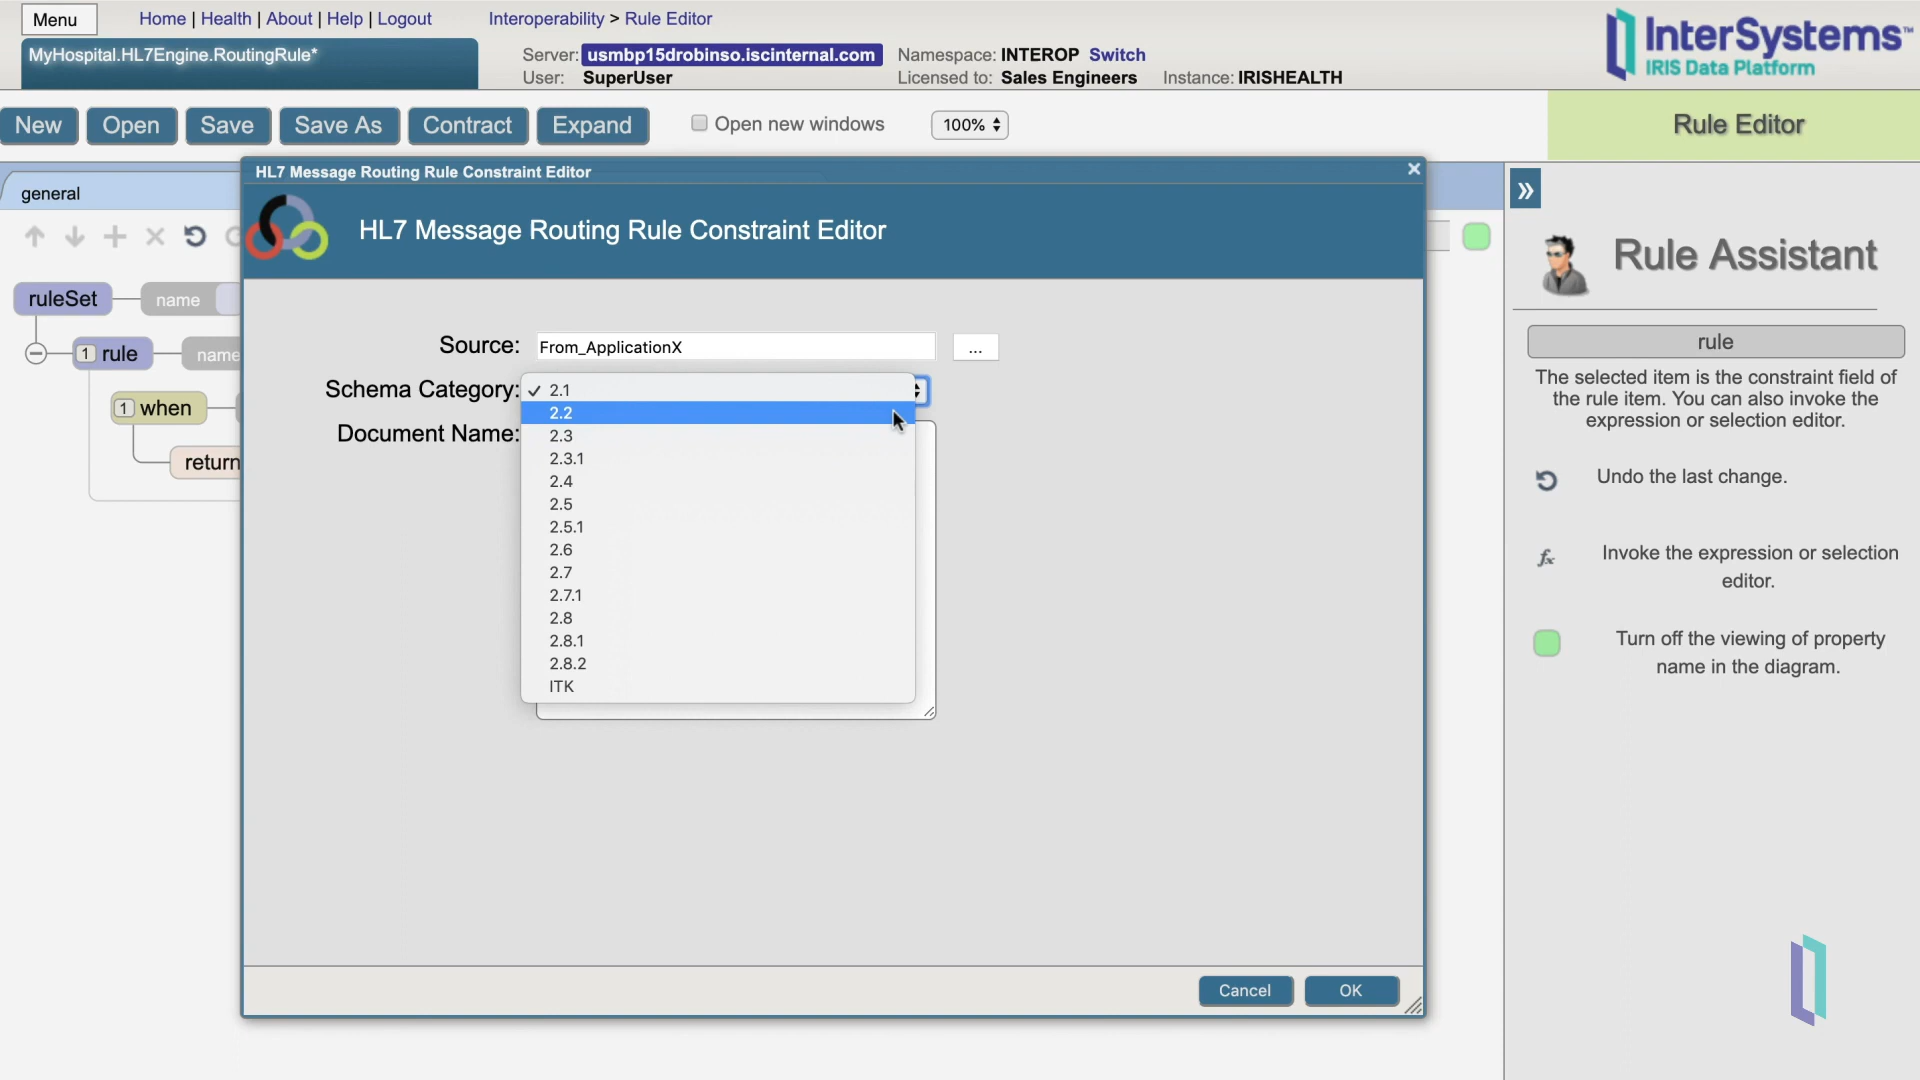 Menu
Home | Health | About | Help | Logout
Interoperability > Rule Editor
MyHospital.HL7Engine.RoutingRule*
Server: usmbp15drobinso.iscinternal.com
Namespace: INTEROP Switch
User: SuperUser
Licensed to: Sales Engineers
Instance: IRISHEALTH
InterSystems™
IRIS Data Platform
New
Open
Save
Save As
Contract
Expand
Open new windows
100%
Rule Editor
general
ruleSet
name
1 rule
name
1 when
return
HL7 Message Routing Rule Constraint Editor
HL7 Message Routing Rule Constraint Editor
Source: From_ApplicationX
...
Schema Category:
Document Name:
✓ 2.1
2.2
2.3
2.3.1
2.4
2.5
2.5.1
2.6
2.7
2.7.1
2.8
2.8.1
2.8.2
ITK
Cancel
OK
»
Rule Assistant
rule
The selected item is the constraint field of
the rule item. You can also invoke the
expression or selection editor.
Undo the last change.
fx
Invoke the expression or selection
editor.
Turn off the viewing of property
name in the diagram.